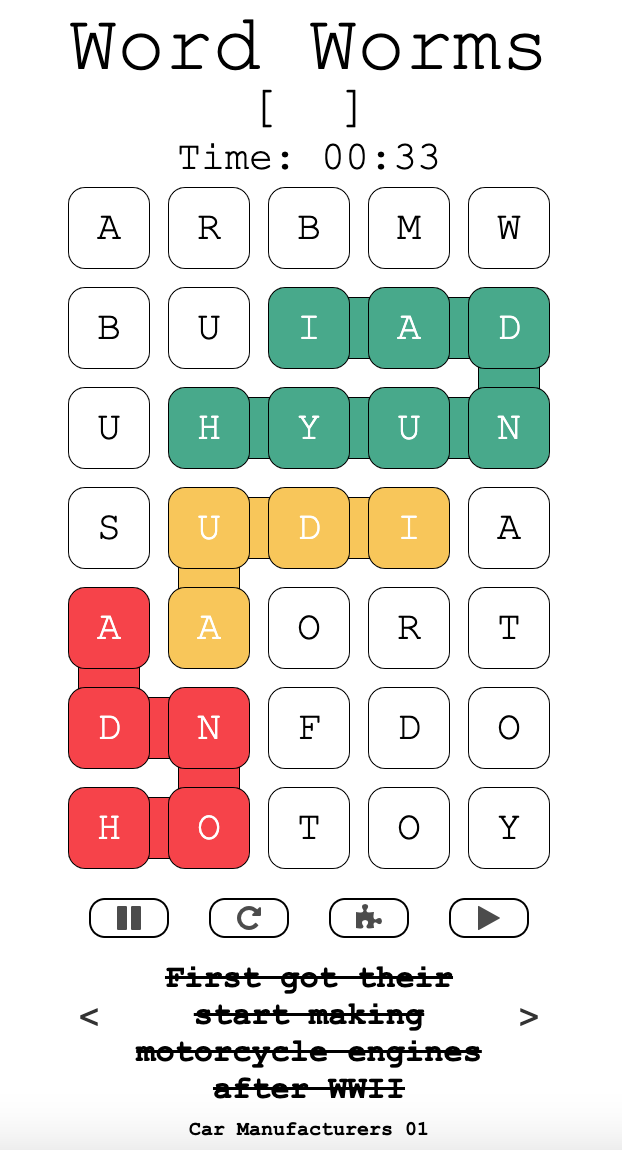 Word Worms
[ ]
Time: 00:33
A R B M W
B U I A D
U H Y U N
S U D I A
A A O R T
D N F D O
H O T O Y
First got their
< start making >
motorcycle engines
after WWII
Car Manufacturers 01